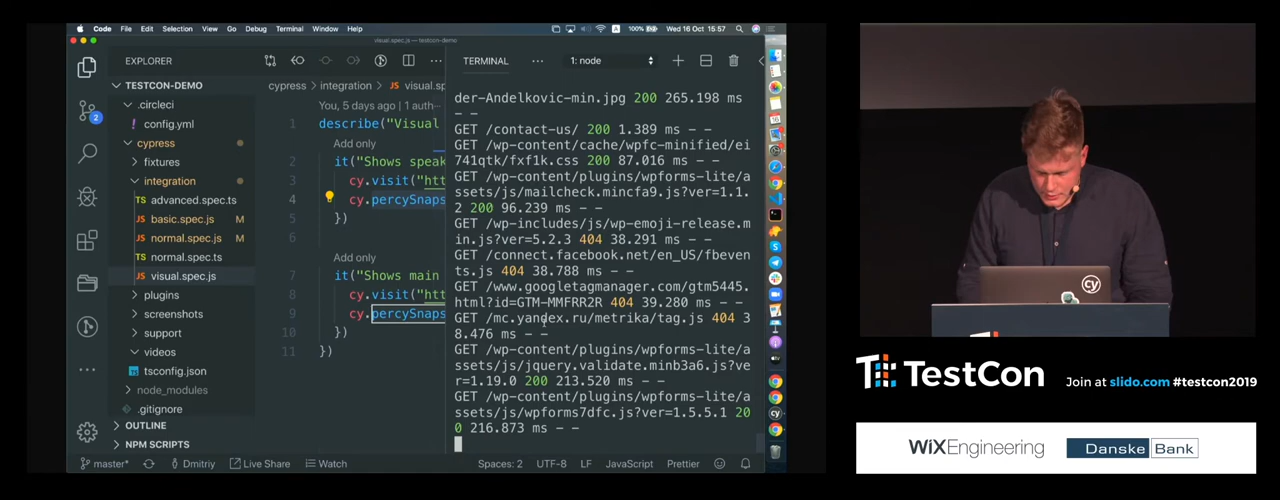 Code File Edit Selection View Go Debug Terminal Window Help
100% Wed 16 Oct 15:57
visual.spec.js — testcon-demo
EXPLORER
TESTCON-DEMO
.circleci
config.yml
cypress
fixtures
integration
TS advanced.spec.ts
JS basic.spec.js M
JS normal.spec.js M
TS normal.spec.ts
JS visual.spec.js
plugins
screenshots
support
videos
tsconfig.json
node_modules
.gitignore
OUTLINE
NPM SCRIPTS
2
cypress › integration › JS visual.sp
You, 5 days ago | 1 auth
1 describe("Visual
Add only
2 it("Shows speak
3 cy.visit("htt
4 cy.percySnaps
5 })
6
Add only
7 it("Shows main
8 cy.visit("htt
9 cy.percySnaps
10 })
11 })
TERMINAL ··· 1: node
der-Andelkovic-min.jpg 200 265.198 ms
- -
GET /contact-us/ 200 1.389 ms - -
GET /wp-content/cache/wpfc-minified/ei
741qtk/fxf1k.css 200 87.016 ms - -
GET /wp-content/plugins/wpforms-lite/a
ssets/js/mailcheck.mincfa9.js?ver=1.1.
2 200 96.239 ms - -
GET /wp-includes/js/wp-emoji-release.m
in.js?ver=5.2.3 404 38.291 ms - -
GET /connect.facebook.net/en_US/fbeven
ts.js 404 38.788 ms - -
GET /www.googletagmanager.com/gtm5445.
html?id=GTM-MMFRR2R 404 39.280 ms - -
GET /mc.yandex.ru/metrika/tag.js 404 3
8.476 ms - -
GET /wp-content/plugins/wpforms-lite/a
ssets/js/jquery.validate.minb3a6.js?ve
r=1.19.0 200 213.520 ms - -
GET /wp-content/plugins/wpforms-lite/a
ssets/js/wpforms7dfc.js?ver=1.5.5.1 20
0 216.873 ms - -
master* Dmitriy Live Share Watch Spaces: 2 UTF-8 LF JavaScript Prettier
cy
TestCon
Join at slido.com #testcon2019
WiX Engineering
Danske Bank